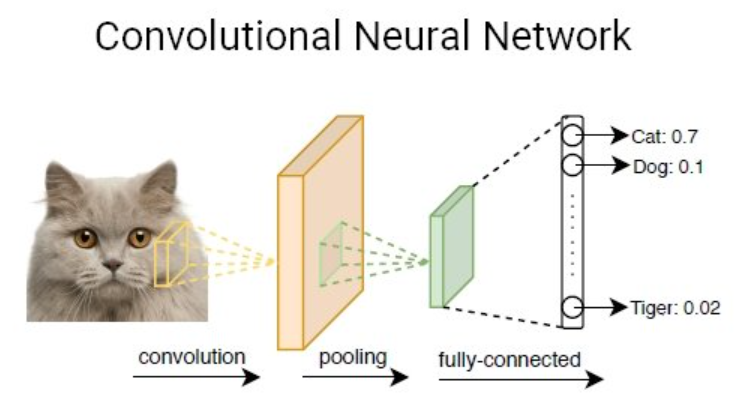 Convolutional Neural Network
Cat: 0.7
Dog: 0.1
Tiger: 0.02
convolution
pooling
fully-connected